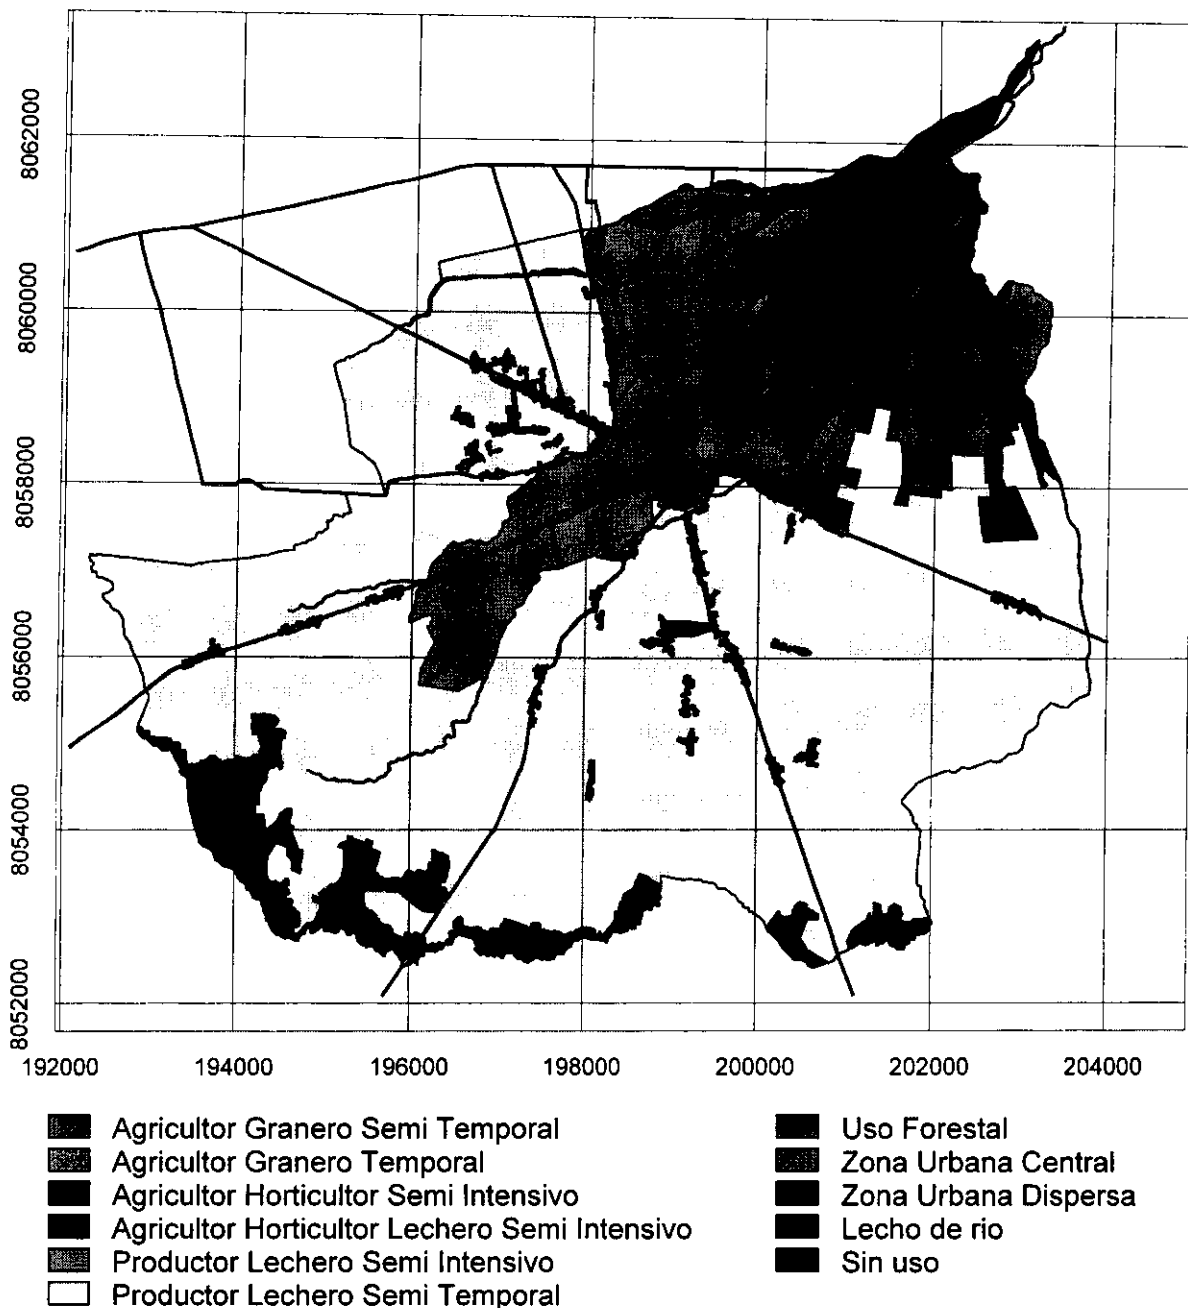 8062000
8060000
8058000
8056000
8054000
8052000
192000 194000 196000 198000 200000 202000 204000
Agricultor Granero Semi Temporal
Agricultor Granero Temporal
Agricultor Horticultor Semi Intensivo
Agricultor Horticultor Lechero Semi Intensivo
Productor Lechero Semi Intensivo
Productor Lechero Semi Temporal
Uso Forestal
Zona Urbana Central
Zona Urbana Dispersa
Lecho de rio
Sin uso